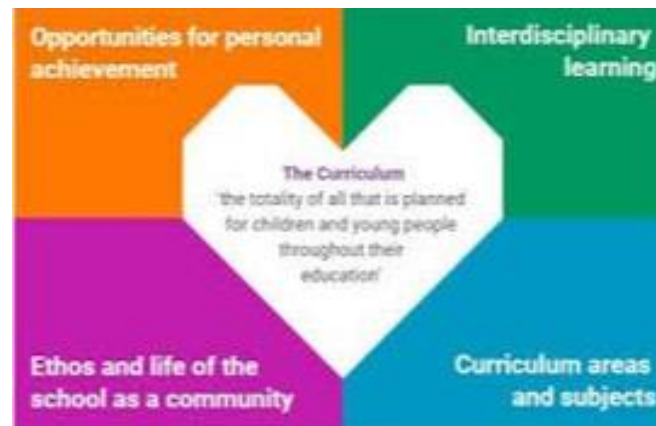 Opportunities for personal
achievement
Interdisciplinary
learning
The Curriculum
'the totality of all that is planned
for children and young people
throughout their
education'
Ethos and life of the
school as a community
Curriculum areas
and subjects